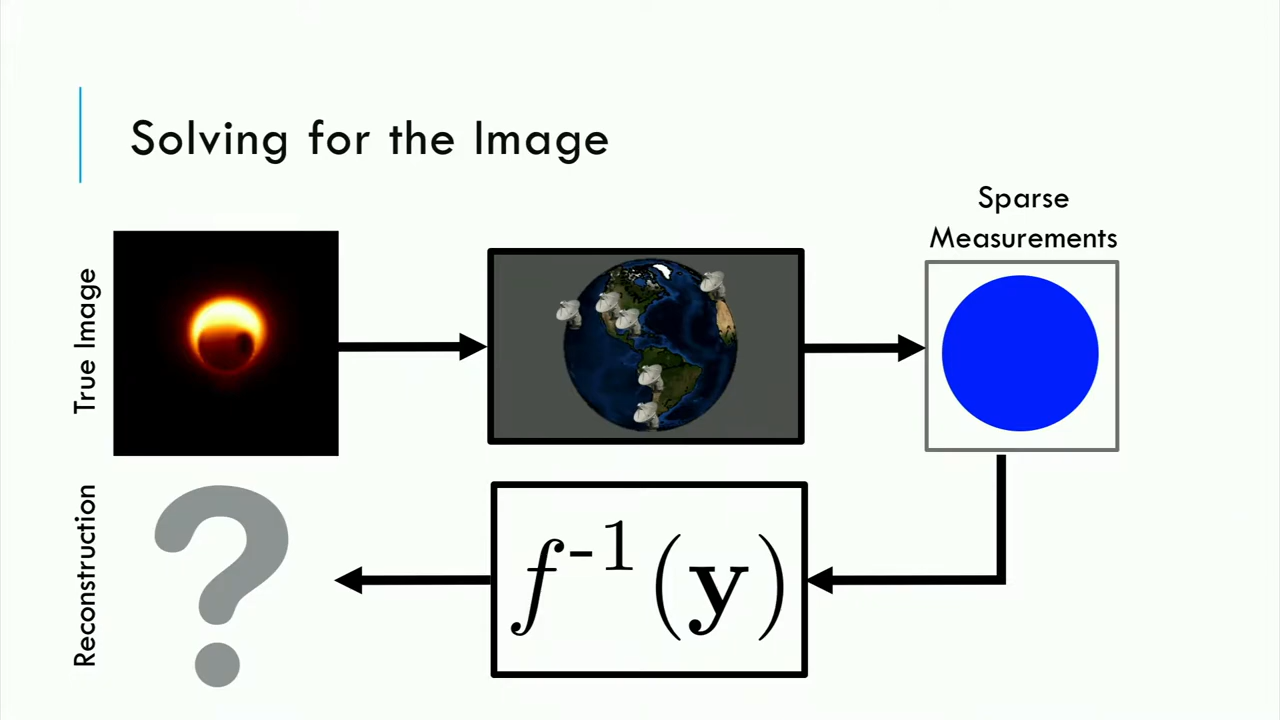 Solving for the Image
Sparse
Measurements
True Image
Reconstruction
?
f⁻¹(y)